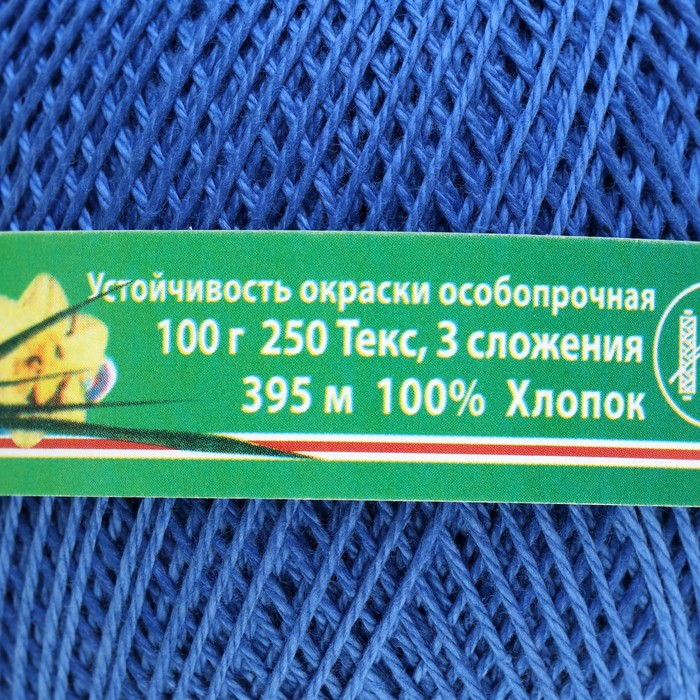 Устойчивость окраски особопрочная
100 г 250 Текс, 3 сложения
395 м 100% Хлопок